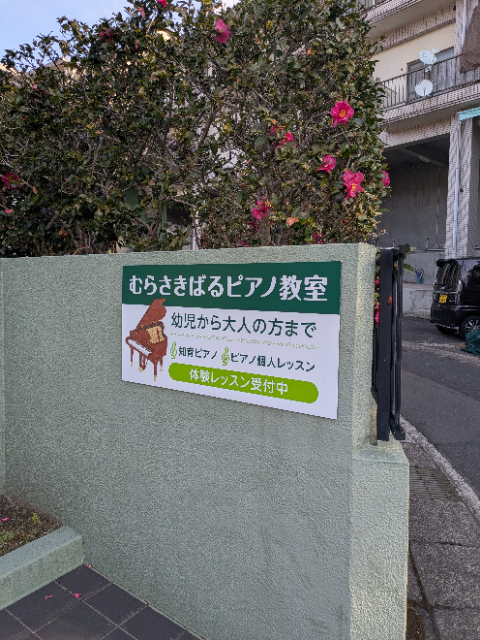 むらさきばるピアノ教室
幼児から大人の方まで
知育ピアノ ピアノ個人レッスン
体験レッスン受付中